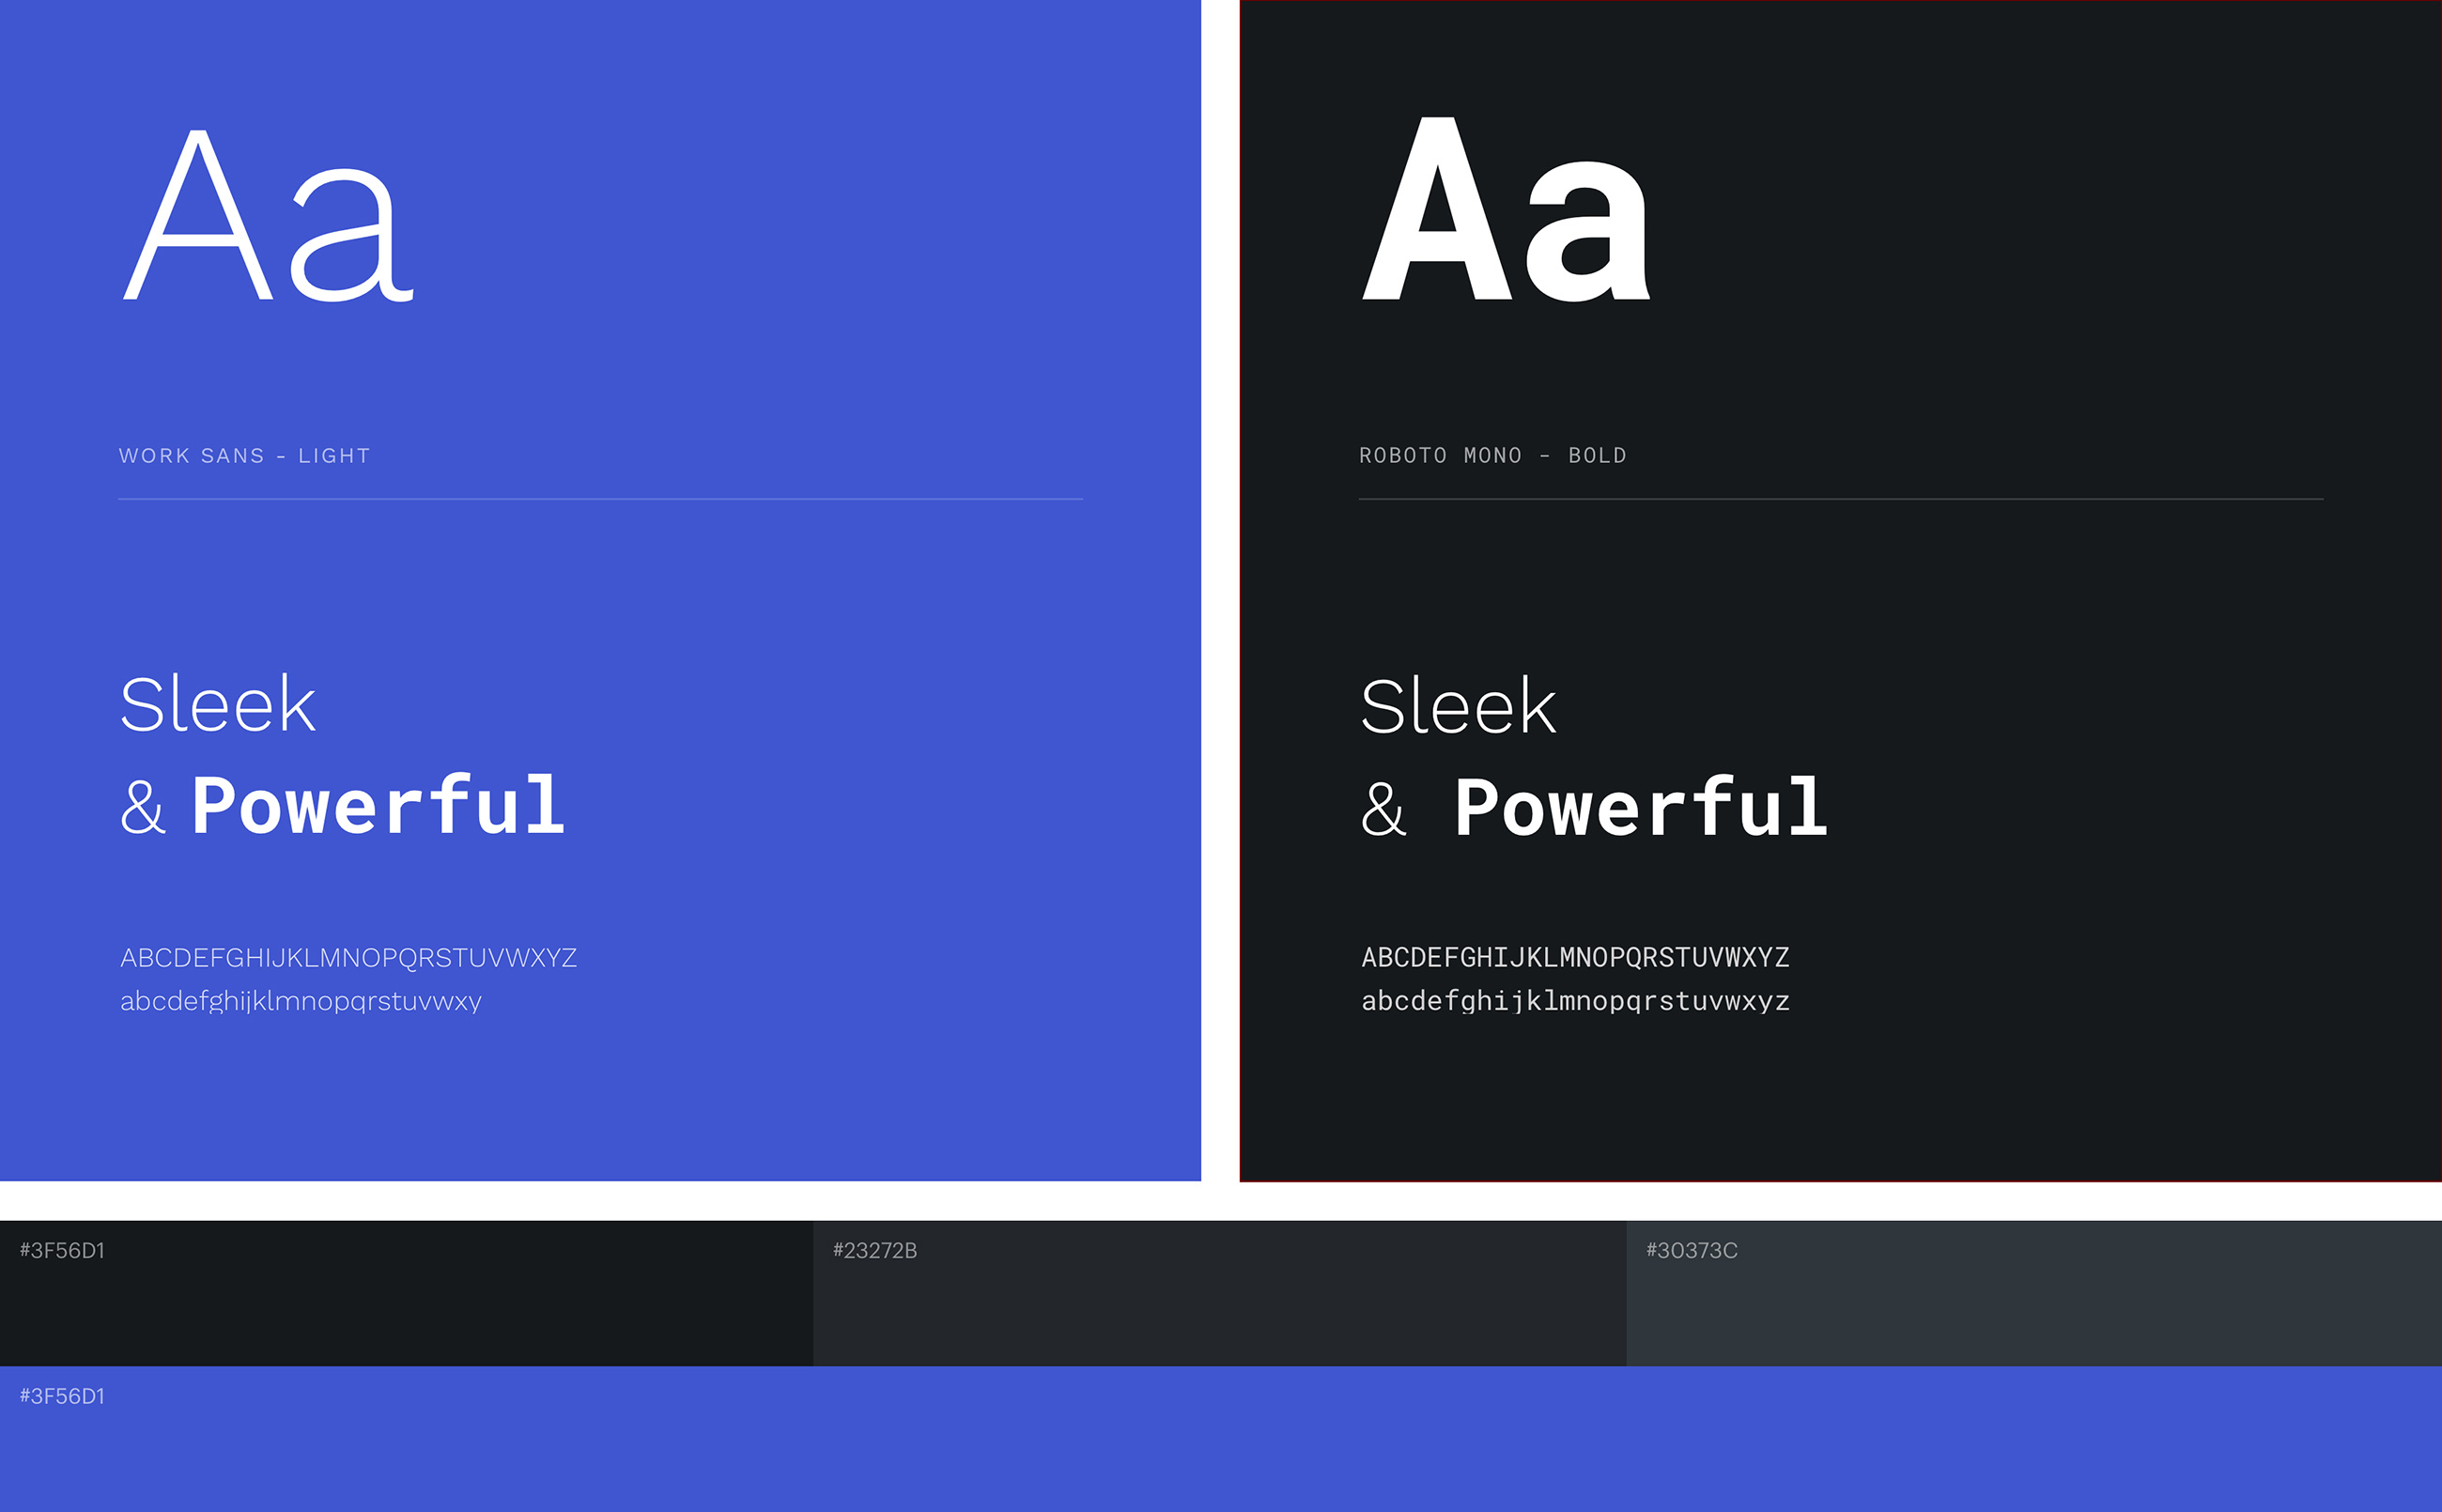 Aa
WORK SANS - LIGHT
Sleek
& Powerful
ABCDEFGHIJKLMNOPQRSTUVWXYZ
abcdefghijklmnopqrstuvwxy
Aa
ROBOTO MONO - BOLD
Sleek
& Powerful
ABCDEFGHIJKLMNOPQRSTUVWXYZ
abcdefghijklmnopqrstuvwxyz
#3F56D1
#23272B
#30373C
#3F56D1